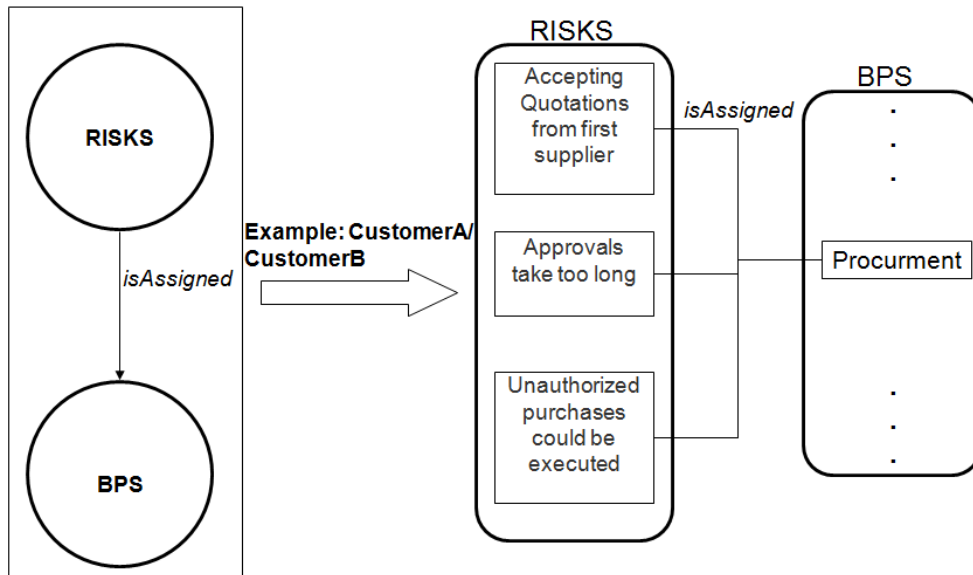 RISKS
isAssigned
BPS
Example: CustomerA/
CustomerB
RISKS
Accepting
Quotations
from first
supplier
Approvals
take too long
Unauthorized
purchases
could be
executed
isAssigned
BPS
.
.
.
Procurment
.
.
.